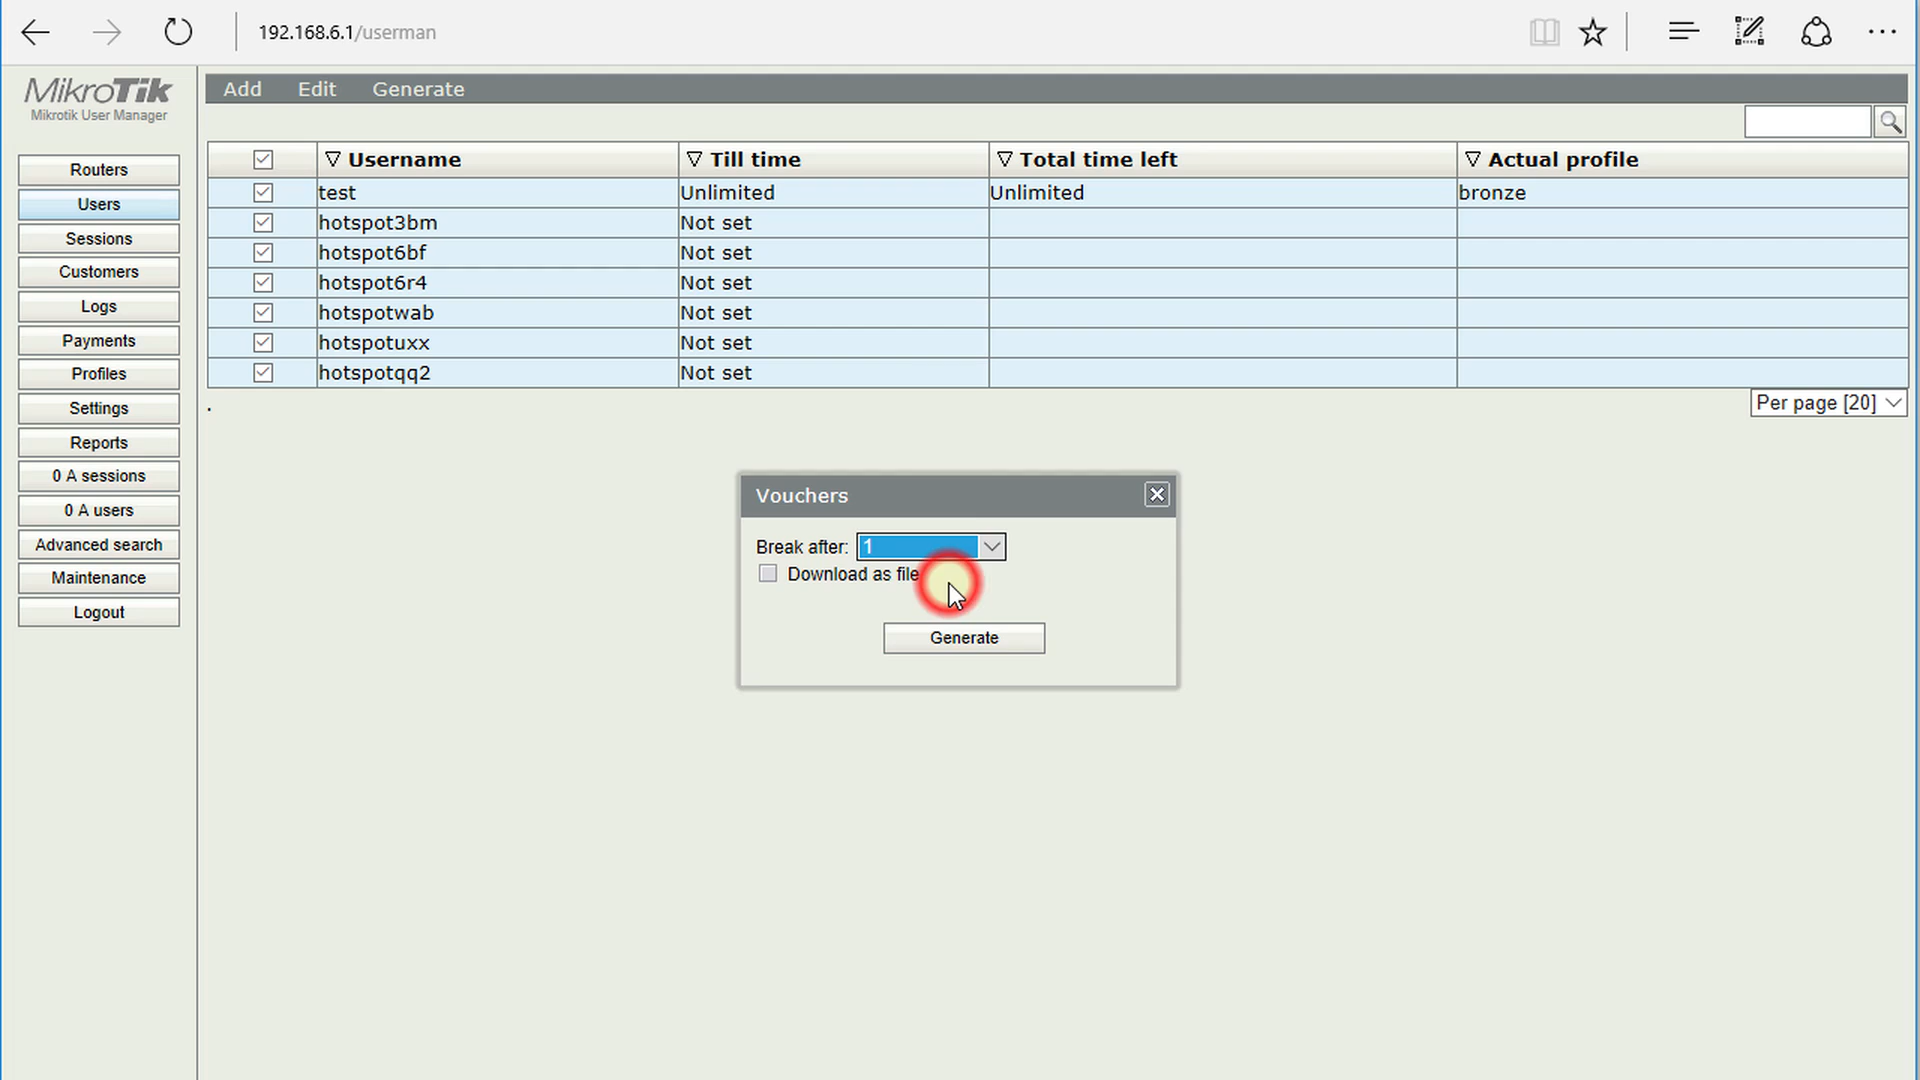 192.168.6.1/userman
MikroTik
Mikrotik User Manager
Add Edit Generate
Routers
Users
Sessions
Customers
Logs
Payments
Profiles
Settings
Reports
0 A sessions
0 A users
Advanced search
Maintenance
Logout
Username Till time Total time left Actual profile
test Unlimited Unlimited bronze
hotspot3bm Not set
hotspot6bf Not set
hotspot6r4 Not set
hotspotwab Not set
hotspotuxx Not set
hotspotqq2 Not set
.
Per page [20]
Vouchers
Break after: 1
Download as file
Generate